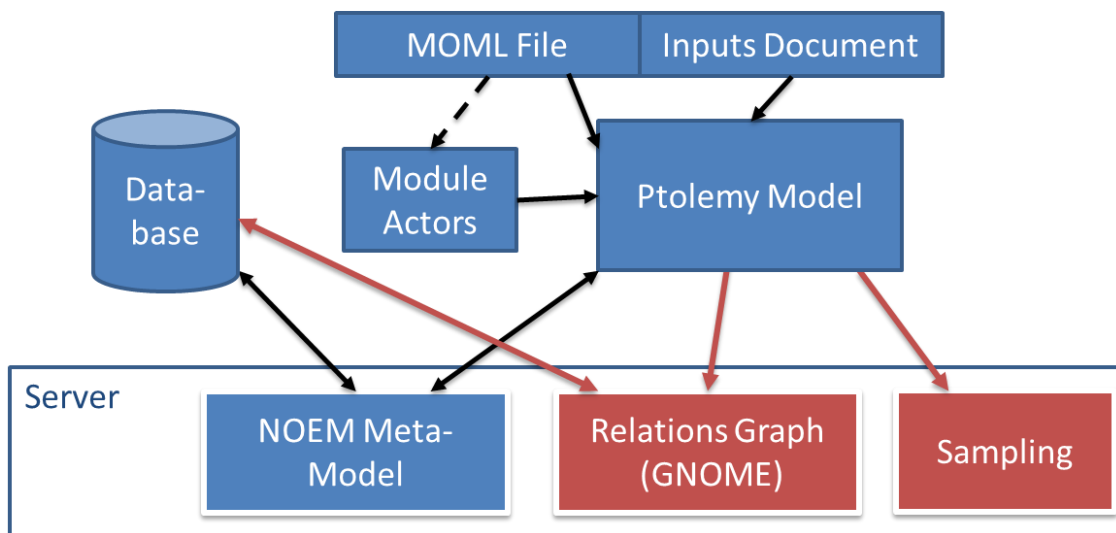 MOML File
Inputs Document
Data-
base
Module
Actors
Ptolemy Model
Server
NOEM Meta-
Model
Relations Graph
(GNOME)
Sampling